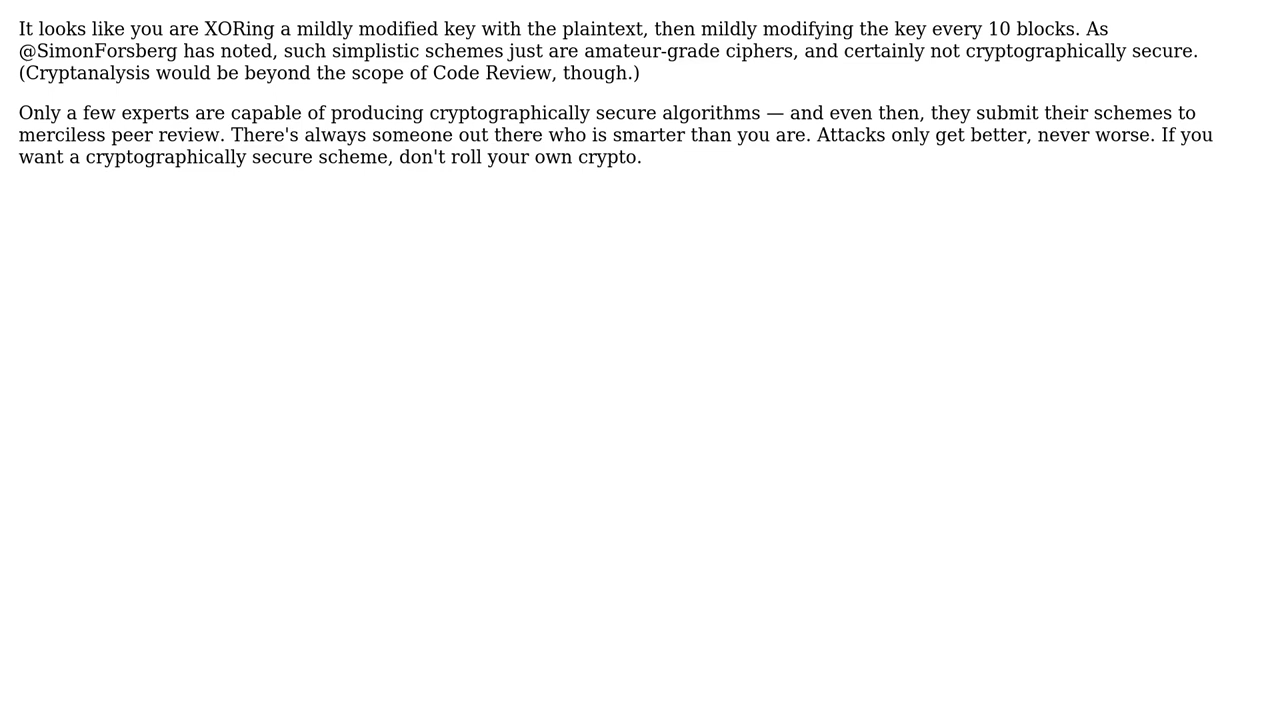 It looks like you are XORing a mildly modified key with the plaintext, then mildly modifying the key every 10 blocks. As
@SimonForsberg has noted, such simplistic schemes just are amateur-grade ciphers, and certainly not cryptographically secure.
(Cryptanalysis would be beyond the scope of Code Review, though.)
Only a few experts are capable of producing cryptographically secure algorithms — and even then, they submit their schemes to
merciless peer review. There's always someone out there who is smarter than you are. Attacks only get better, never worse. If you
want a cryptographically secure scheme, don't roll your own crypto.